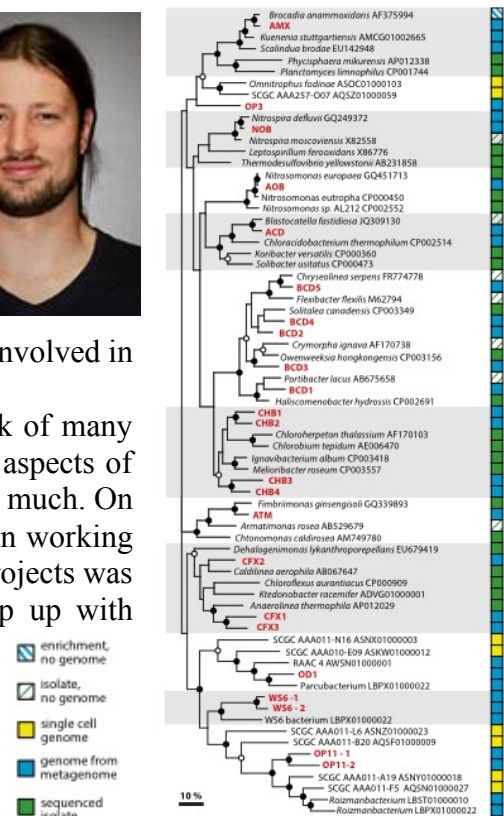 nvolved in
k of many
aspects of
much. On
n working
rojects was
p up with
enrichment,
no genome
isolate,
no genome
single cell
genome
genome from
metagenome
sequenced
Brocadia anammoxidans AF375994
AMX
Kuenenia stuttgartiensis AMCG01002665
Scalindua brodae EU142948
Phycisphaera mikurensis AP012338
Planctomyces limnophilus CP001744
Omnitrophus fodinae ASOC01000103
SCGC AAA257-O07 AQSZ01000059
OP3
Nitrospira defluvii GQ249372
NOB
Nitrospira moscoviensis X82558
Leptospirillum ferooxidans X86776
Thermodesulfovibrio yellowstonii AB231858
Nitrosomonas europaea GQ451713
AOB
Nitrosomonas eutropha CP000450
Nitrosomonas sp. AL212 CP002552
Blastocatella fastidiosa JQ309130
ACD
Chloracidobacterium thermophilum CP002514
Koribacter versatilis CP000360
Solibacter usitatus CP000473
Chryseolinea serpens FR774778
BCD5
Flexibacter flexilis M62794
Solitalea canadensis CP003349
BCD4
BCD2
Crymorpha ignava AF170738
Owenweeksia hongkongensis CP003156
BCD3
Portibacter lacus AB675658
BCD1
Haliscomenobacter hydrossis CP002691
CHB1
CHB2
Chloroherpeton thalassium AF170103
Chlorobium tepidum AE006470
Ignavibacterium album CP003418
Melioribacter roseum CP003557
CHB3
CHB4
Fimbriimonas ginsengisoli GQ339893
ATM
Armatimonas rosea AB529679
Chtonomonas caldirosea AM749780
Dehalogenimonas lykanthroporepellans EU679419
CFX2
Caldilinea aerophila AB067647
Chloroflexus aurantiacus CP000909
Ktedonobacter racemifer ADVG01000001
Anaerolinea thermophila AP012029
CFX1
CFX3
SCGC AAA011-N16 ASNX01000003
SCGC AAA010-E09 ASKW01000012
RAAC 4 AWSN01000001
OD1
Parcubacterium LBPX01000022
WS6 -1
WS6 - 2
WS6 bacterium LBPX01000022
SCGC AAA011-L6 ASNZ01000023
SCGC AAA011-B20 AQSF01000009
OP11 - 1
OP11-2
SCGC AAA011-A19 ASNY01000018
SCGC AAA011-F5 AQSN01000027
Roizmanbacterium LBST01000010
Roizmanbacterium LBPX01000022
10 %